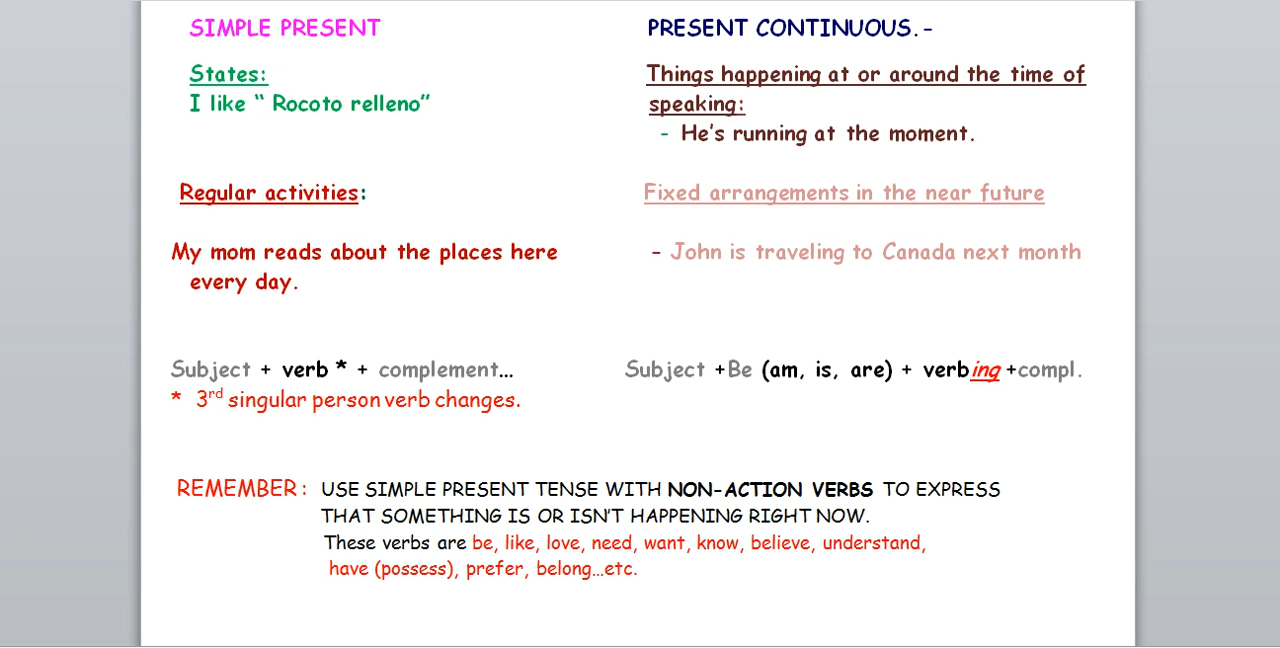 SIMPLE PRESENT
PRESENT CONTINUOUS.-
States:
I like “ Rocoto relleno”
Things happening at or around the time of
speaking:
- He’s running at the moment.
Regular activities:
Fixed arrangements in the near future
My mom reads about the places here
every day.
- John is traveling to Canada next month
Subject + verb * + complement...
* 3rd singular person verb changes.
Subject +Be (am, is, are) + verbing +compl.
REMEMBER: USE SIMPLE PRESENT TENSE WITH NON-ACTION VERBS TO EXPRESS
THAT SOMETHING IS OR ISN’T HAPPENING RIGHT NOW.
These verbs are be, like, love, need, want, know, believe, understand,
have (possess), prefer, belong...etc.